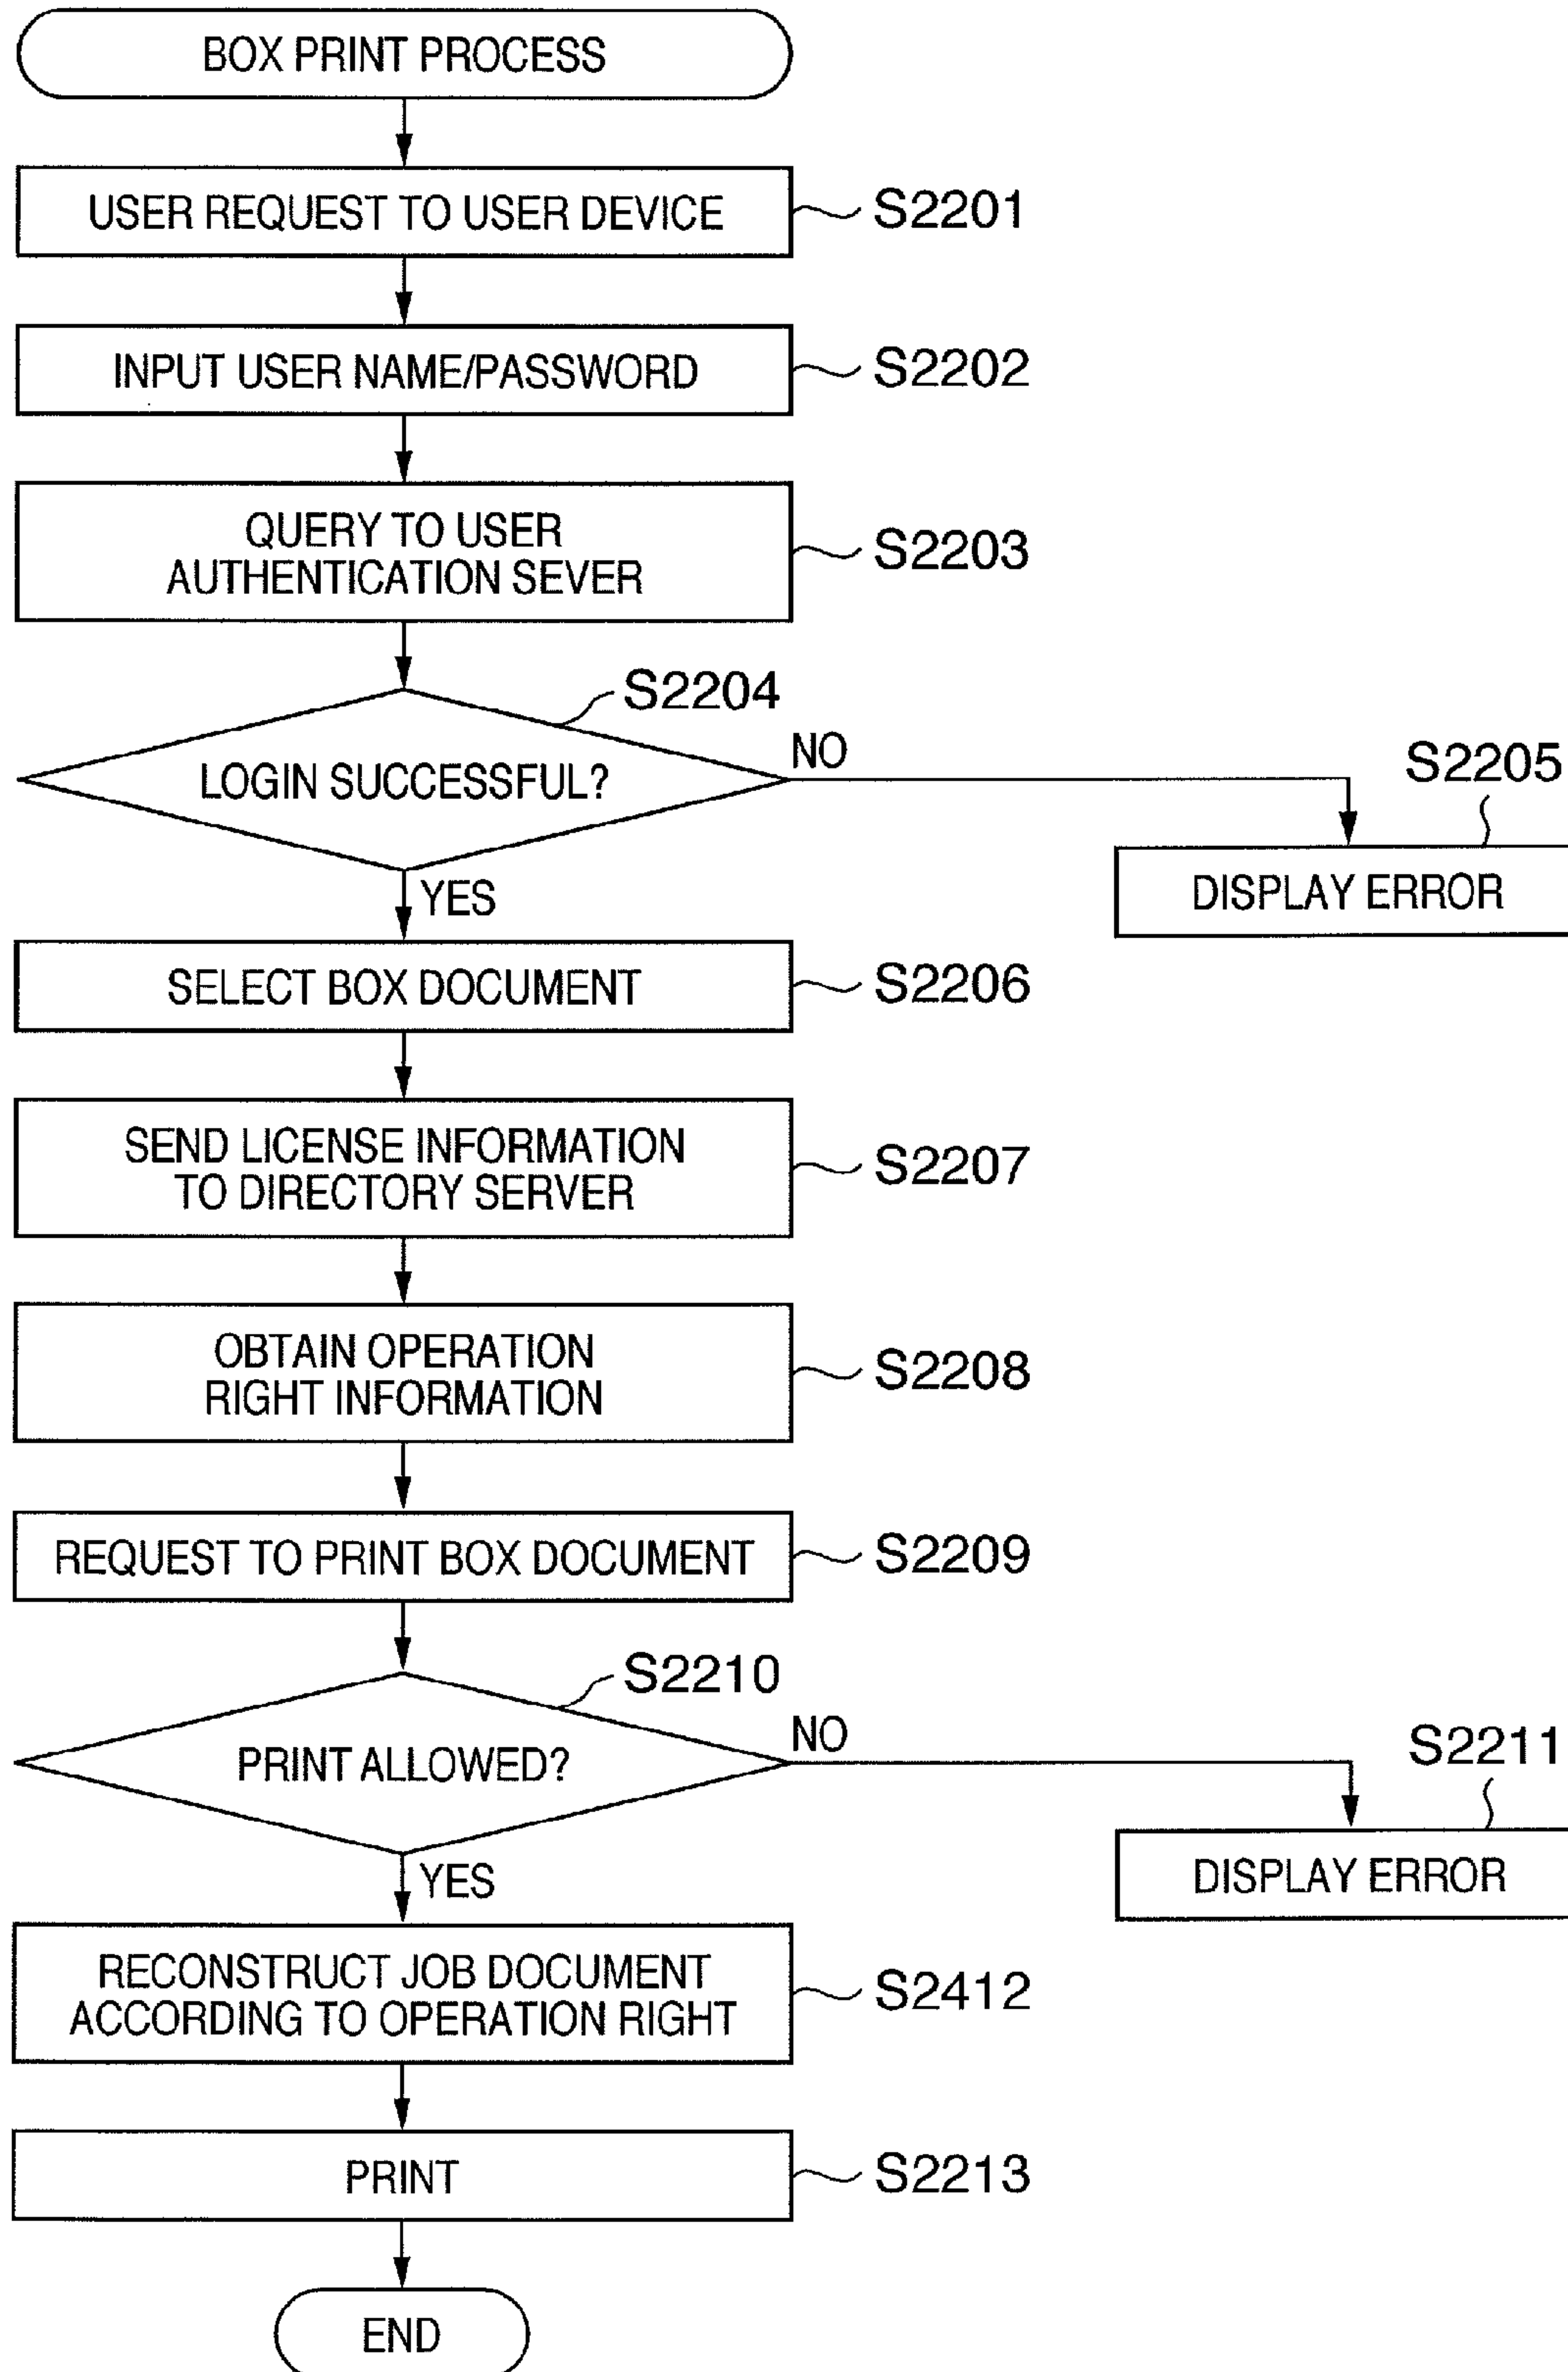 BOX PRINT PROCESS
USER REQUEST TO USER DEVICE
S2201
INPUT USER NAME/PASSWORD
S2202
QUERY TO USER
AUTHENTICATION SEVER
S2203
S2204
LOGIN SUCCESSFUL?
NO
S2205
DISPLAY ERROR
YES
SELECT BOX DOCUMENT
S2206
SEND LICENSE INFORMATION
TO DIRECTORY SERVER
S2207
OBTAIN OPERATION
RIGHT INFORMATION
S2208
REQUEST TO PRINT BOX DOCUMENT
S2209
S2210
PRINT ALLOWED?
NO
S2211
DISPLAY ERROR
YES
RECONSTRUCT JOB DOCUMENT
ACCORDING TO OPERATION RIGHT
S2412
PRINT
S2213
END